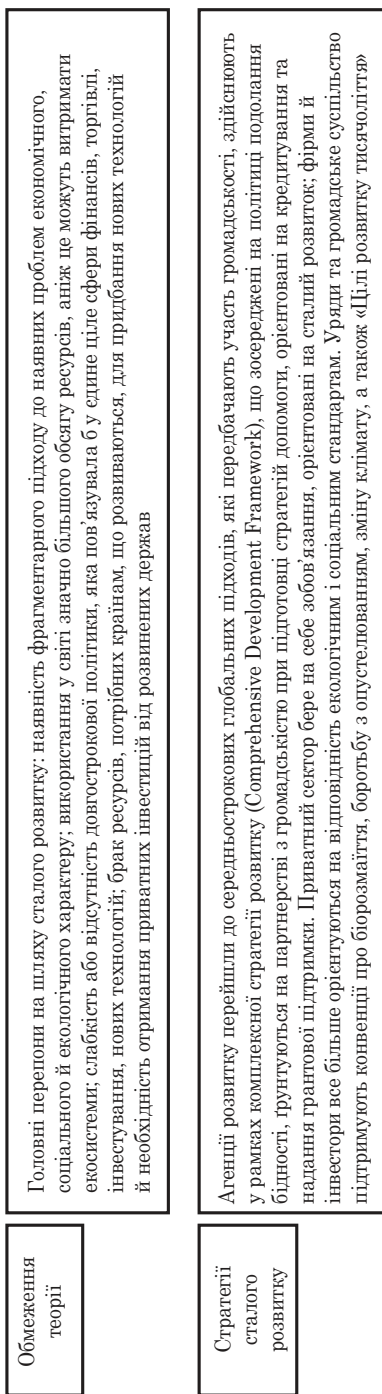 Обмеження
теорії
Головні перепони на шляху сталого розвитку: наявність фрагментарного підходу до наявних проблем економічного,
соціального й екологічного характеру; використання у світі значно більшого обсягу ресурсів, аніж це можуть витримати
екосистеми; слабкість або відсутність довгострокової політики, яка пов'язувала б у єдине ціле сфери фінансів, торгівлі,
інвестування, нових технологій; брак ресурсів, потрібних країнам, що розвиваються, для придбання нових технологій
й необхідність отримання приватних інвестицій від розвинених держав
Стратегії
сталого
розвитку
Агенції розвитку перейшли до середньострокових глобальних підходів, які передбачають участь громадськості, здійснюють
у рамках комплексної стратегії розвитку (Comprehensive Development Framework), що зосереджені на політиці подолання
бідності, ґрунтуються на партнерстві з громадськістю при підготовці стратегій допомоги, орієнтовані на кредитування та
надання грантової підтримки. Приватний сектор бере на себе зобов'язання, орієнтовані на сталий розвиток; фірми й
інвестори все більше орієнтуються на відповідність екологічним і соціальним стандартам. Уряди та громадське суспільство
підтримують конвенції про біорозмаїття, боротьбу з опустелюванням, зміну клімату, а також «Цілі розвитку тисячоліття»